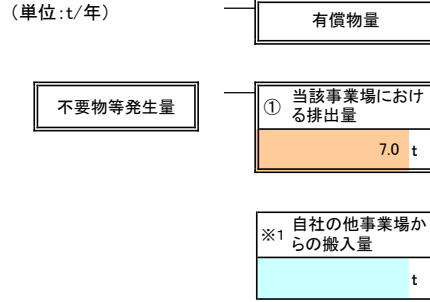 （単位:t/年）
有償物量
不要物等発生量
① 当該事業場におけ
る排出量
7.0 t
※1 自社の他事業場か
らの搬入量
t